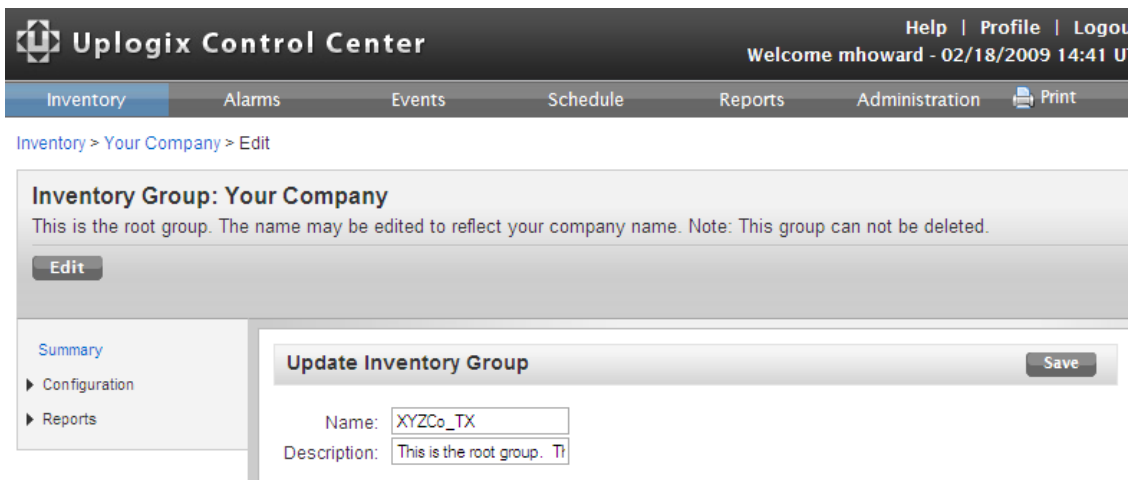 Uplogix Control Center
Help | Profile | Logou
Welcome mhoward - 02/18/2009 14:41 U
Inventory Alarms Events Schedule Reports Administration Print
Inventory > Your Company > Edit
Inventory Group: Your Company
This is the root group. The name may be edited to reflect your company name. Note: This group can not be deleted.
Edit
Summary
Configuration
Reports
Update Inventory Group Save
Name: XYZCo_TX
Description: This is the root group. Th